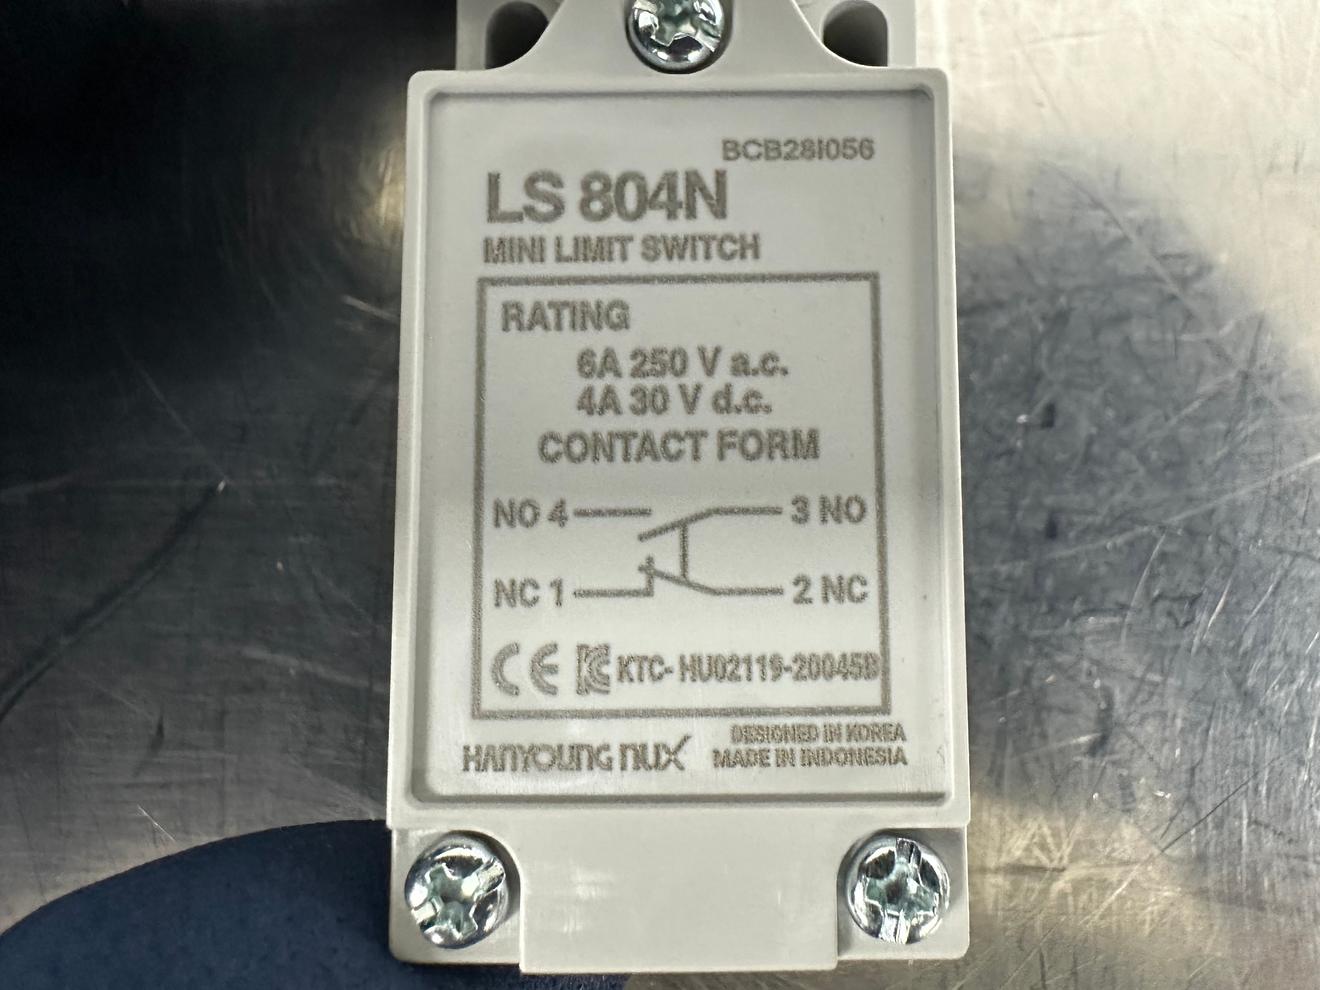 BCB28I056
LS 804N
MINI LIMIT SWITCH
RATING
6A 250 V a.c.
4A 30 V d.c.
CONTACT FORM
NO 4 3 NO
NC 1 2 NC
CE KC KTC- HU02119-20045B
DESIGNED IN KOREA
HANYOUNG NUX MADE IN INDONESIA